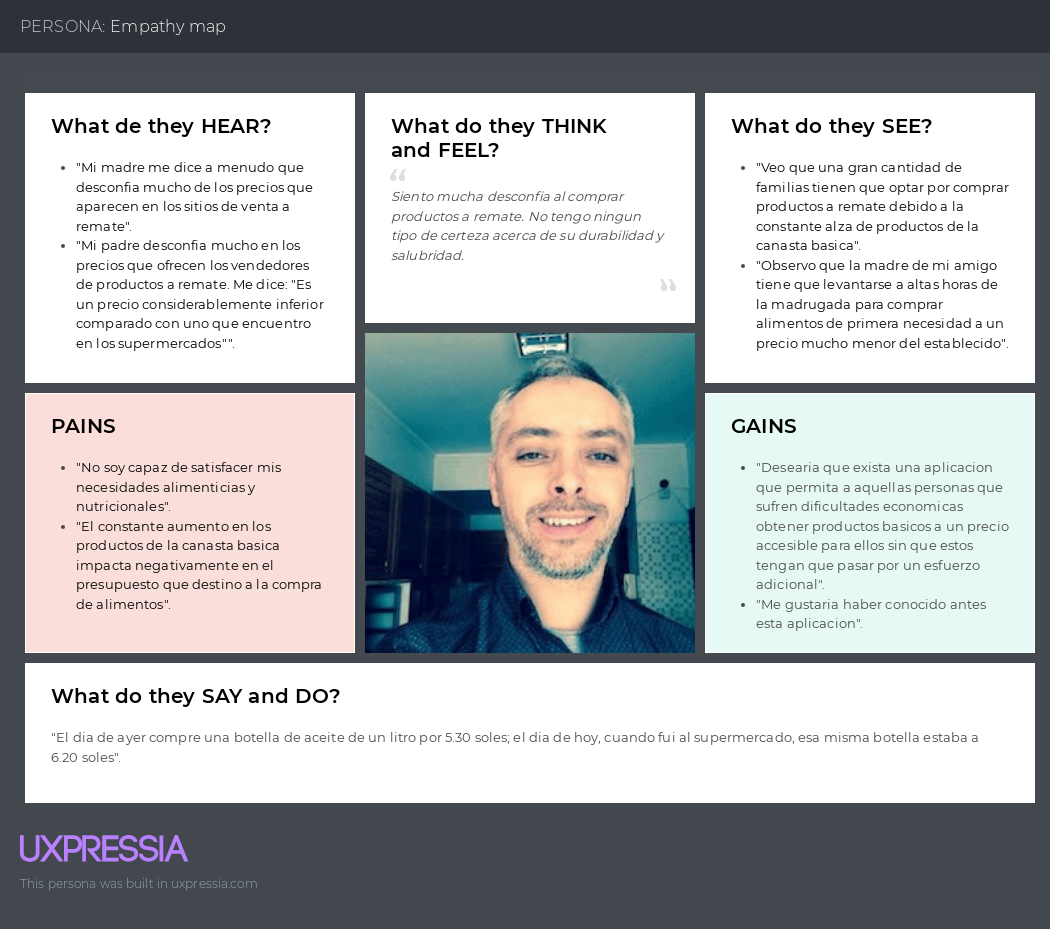 PERSONA: Empathy map
What de they HEAR?
"Mi madre me dice a menudo que
desconfia mucho de los precios que
aparecen en los sitios de venta a
remate".
"Mi padre desconfia mucho en los
precios que ofrecen los vendedores
de productos a remate. Me dice: "Es
un precio considerablemente inferior
comparado con uno que encuentro
en los supermercados"".
What do they THINK
and FEEL?
“
Siento mucha desconfia al comprar
productos a remate. No tengo ningun
tipo de certeza acerca de su durabilidad y
salubridad.
”
What do they SEE?
"Veo que una gran cantidad de
familias tienen que optar por comprar
productos a remate debido a la
constante alza de productos de la
canasta basica".
"Observo que la madre de mi amigo
tiene que levantarse a altas horas de
la madrugada para comprar
alimentos de primera necesidad a un
precio mucho menor del establecido".
PAINS
"No soy capaz de satisfacer mis
necesidades alimenticias y
nutricionales".
"El constante aumento en los
productos de la canasta basica
impacta negativamente en el
presupuesto que destino a la compra
de alimentos".
GAINS
"Desearia que exista una aplicacion
que permita a aquellas personas que
sufren dificultades economicas
obtener productos basicos a un precio
accesible para ellos sin que estos
tengan que pasar por un esfuerzo
adicional".
"Me gustaria haber conocido antes
esta aplicacion".
What do they SAY and DO?
"El dia de ayer compre una botella de aceite de un litro por 5.30 soles; el dia de hoy, cuando fui al supermercado, esa misma botella estaba a
6.20 soles".
UXPRESSIA
This persona was built in uxpressia.com